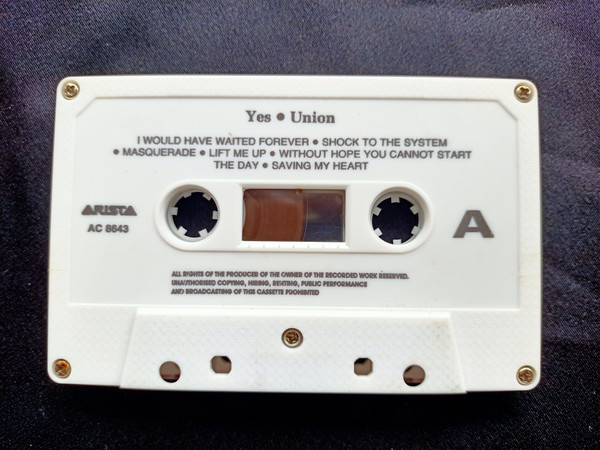 Yes ● Union
I WOULD HAVE WAITED FOREVER ● SHOCK TO THE SYSTEM
● MASQUERADE ● LIFT ME UP ● WITHOUT HOPE YOU CANNOT START
THE DAY ● SAVING MY HEART
ARISTA
AC 8643
A
ALL RIGHTS OF THE PRODUCER OF THE OWNER OF THE RECORDED WORK RESERVED.
UNAUTHORISED COPYING, HIRING, RENTING, PUBLIC PERFORMANCE
AND BROADCASTING OF THIS CASSETTE PROHIBITED